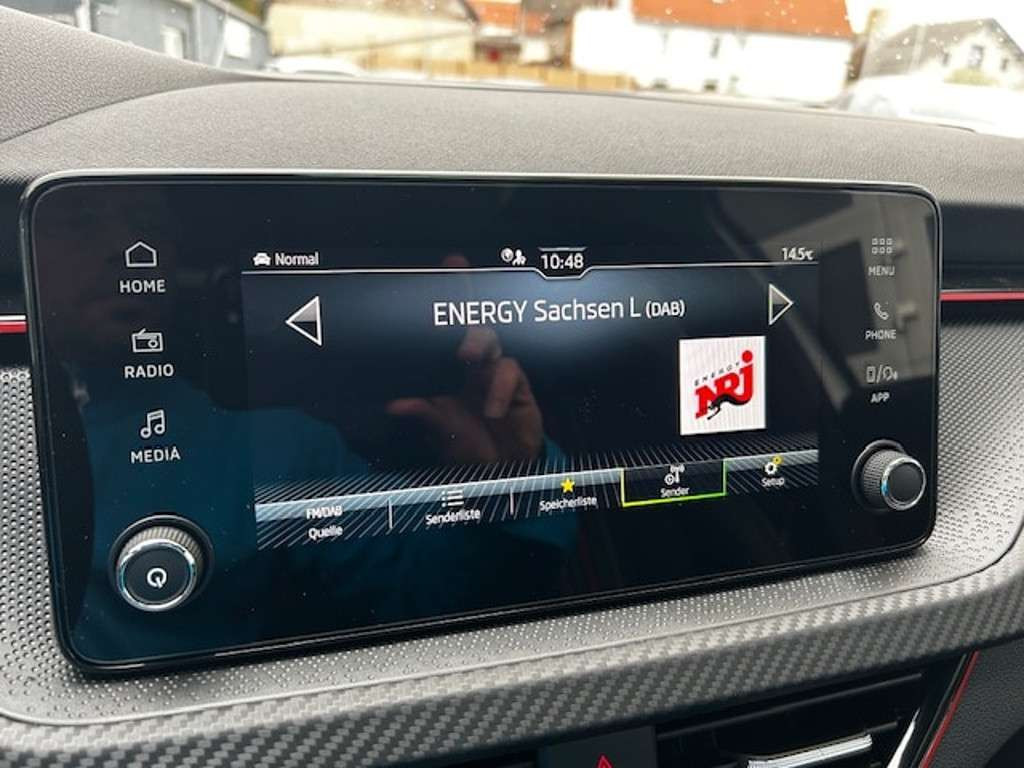 HOME
RADIO
MEDIA
Normal
10:48
14.5°C
ENERGY Sachsen L (DAB)
ENERGY
NRJ
FM/DAB
Quelle
Senderliste
Speicherliste
Sender
Setup
MENU
PHONE
APP